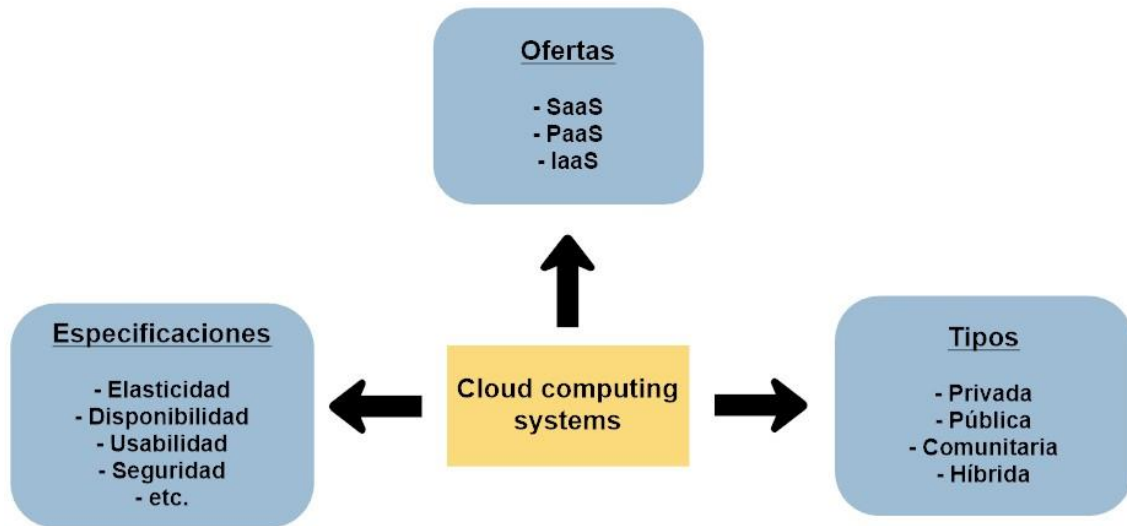 Ofertas
- SaaS
- PaaS
- IaaS
Especificaciones
- Elasticidad
- Disponibilidad
- Usabilidad
- Seguridad
- etc.
Cloud computing
systems
Tipos
- Privada
- Pública
- Comunitaria
- Híbrida